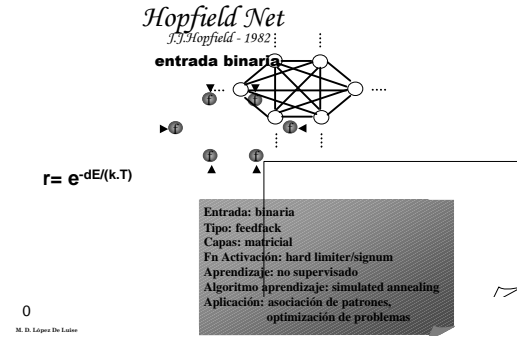 Hopfield Net
J.J.Hopfield - 1982
entrada binaria
f f
f f
f f
r= e-dE/(k.T)
Entrada: binaria
Tipo: feedfack
Capas: matricial
Fn Activación: hard limiter/signum
Aprendizaje: no supervisado
Algoritmo aprendizaje: simulated annealing
Aplicación: asociación de patrones,
optimización de problemas
0
M. D. López De Luise